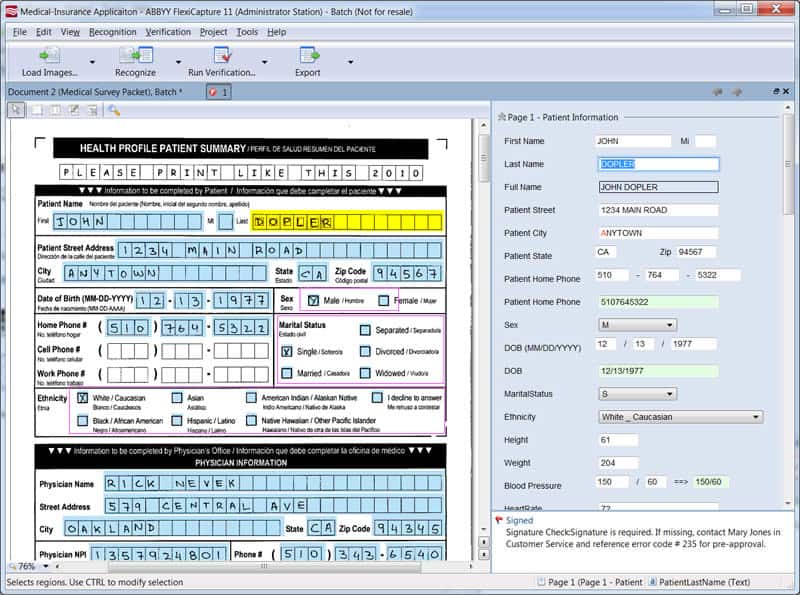 Medical-Insurance Applicaiton - ABBYY FlexiCapture 11 (Administrator Station) - Batch (Not for resale)
File Edit View Recognition Verification Project Tools Help
Load Images... Recognize Run Verification... Export
Document 2 (Medical Survey Packet), Batch * 1
HEALTH PROFILE PATIENT SUMMARY / PERFIL DE SALUD RESUMEN DEL PACIENTE
PLEASE PRINT LIKE THIS 2010
▼▼▼ Information to be completed by Patient / Información que debe completar el paciente ▼▼▼
Patient Name Nombre del paciente (Nombre, inicial del segundo nombre, apellido)
First JOHN MI Last DOPLER
Patient Street Address 1234 MAIN ROAD
Dirección de la calle del paciente
City ANYTOWN State CA Zip Code 94567
Ciudad Estado Código postal
Date of Birth (MM-DD-YYYY) 12-13-1977 Sex X Male / Hombre Female / Mujer
Fecha de nacimiento (MM-DD-AAAA) Sexo
Home Phone # (510) 764-5322 Marital Status Separated / Separado/a
No. teléfono hogar Estado civil
Cell Phone # ( ) - X Single / Soltero/a Divorced / Divorciado/a
No. teléfono celular
Work Phone # ( ) - Married / Casado/a Widowed / Viudo/a
No. teléfono trabajo
Ethnicity X White / Caucasian Asian American Indian / Alaskan Native I decline to answer
Etnia Blanco / Caucásico Asiático Indio Americano / Nativo de Alaska Me rehuso a contestar
Black / African American Hispanic / Latino Native Hawaiian / Other Pacific Islander
Negro / Afroamericano Hispano / Latino Hawaiano / Nativo de otra de las Islas del Pacífico
▼▼▼ Information to be completed by Physician's Office / Información que debe completar la oficina de médico ▼▼▼
PHYSICIAN INFORMATION
Physician Name RICK NEVEK
Street Address 579 CENTRAL AVE
City OAKLAND State CA Zip Code 94345
Physician NPI 1357924801 Phone # (510) 343-6540
76%
Page 1 - Patient Information
First Name JOHN Mi
Last Name DOPLER
Full Name JOHN DOPLER
Patient Street 1234 MAIN ROAD
Patient City ANYTOWN
Patient State CA Zip 94567
Patient Home Phone 510 - 764 - 5322
Patient Home Phone 5107645322
Sex M
DOB (MM/DD/YYYY) 12 / 13 / 1977
DOB 12/13/1977
MaritalStatus S
Ethnicity White _ Caucasian
Height 61
Weight 204
Blood Pressure 150 / 60 ==> 150/60
HeartRate 72
Signed
Signature Check:Signature is required. If missing, contact Mary Jones in
Customer Service and reference error code # 235 for pre-approval.
Selects regions. Use CTRL to modify selection Page 1 (Page 1 - Patient PatientLastName (Text)